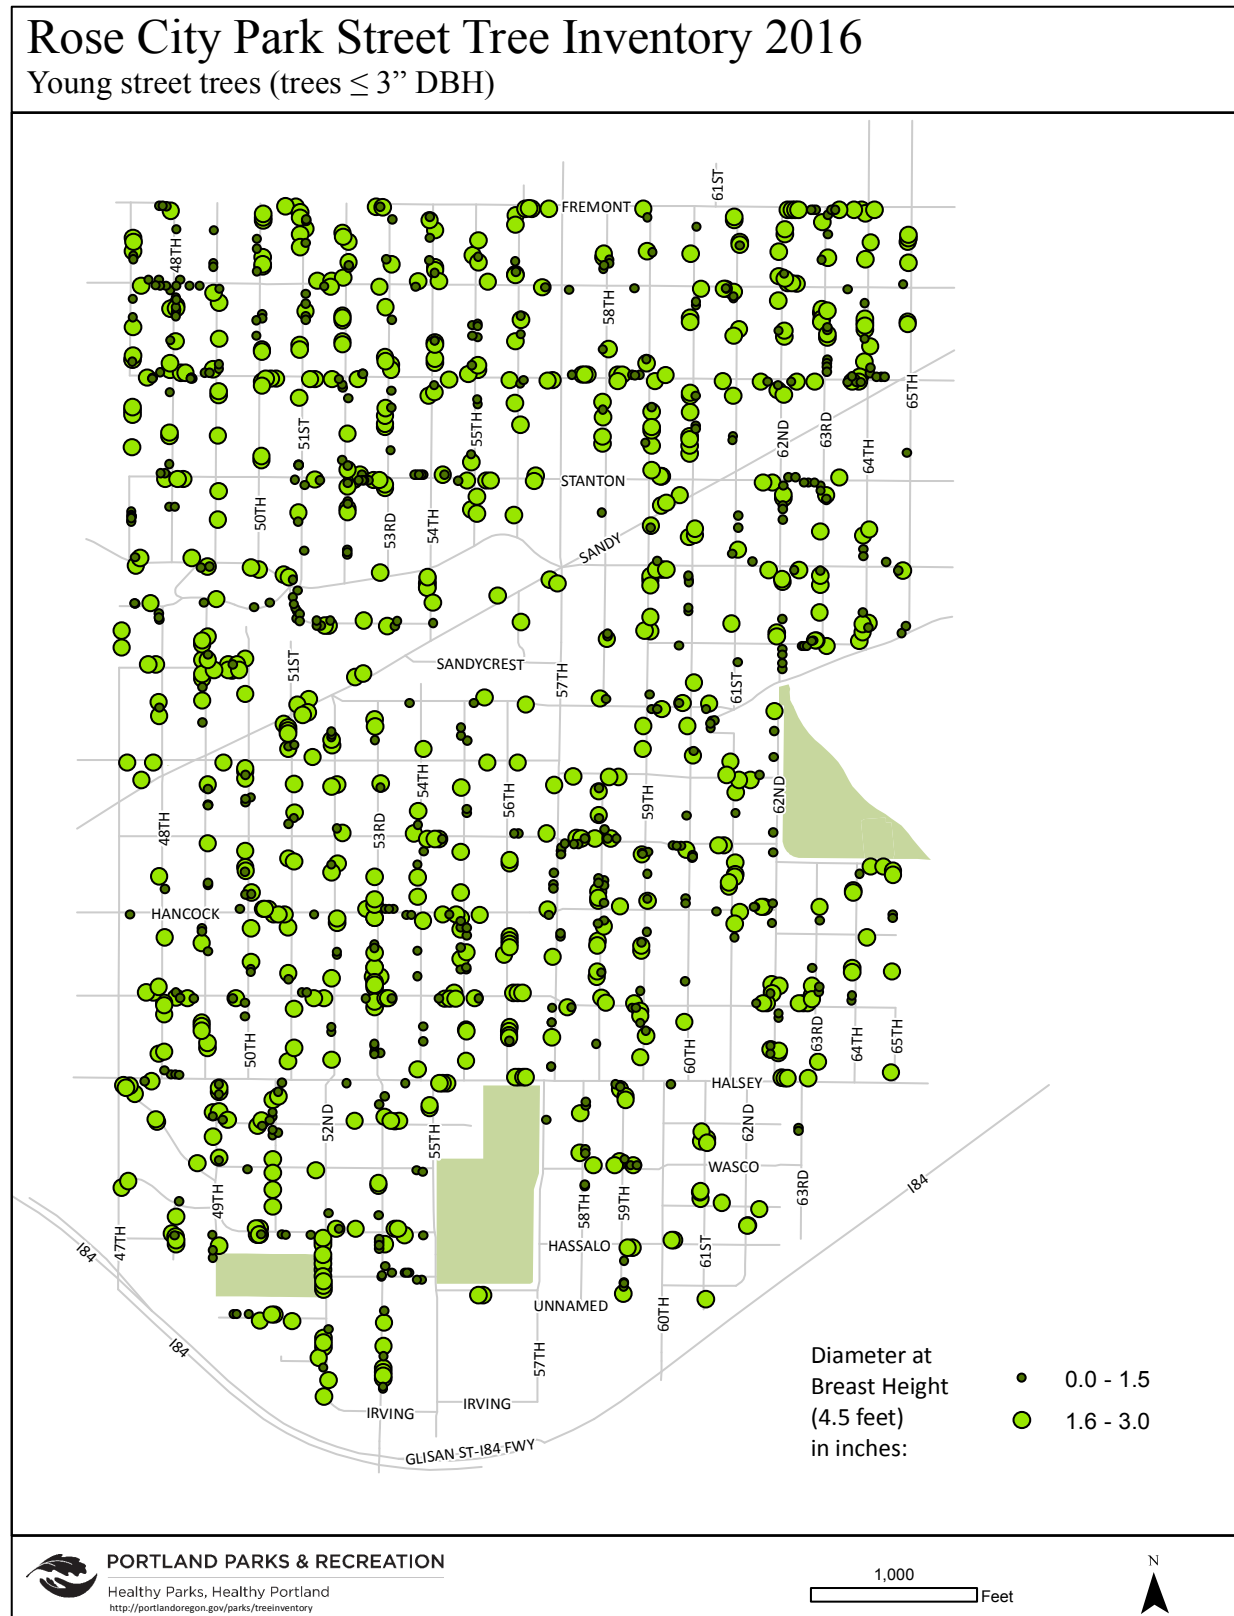 Rose City Park Street Tree Inventory 2016
Young street trees (trees ≤ 3” DBH)
61ST
FREMONT
48TH
58TH
65TH
51ST
55TH
62ND
63RD
64TH
STANTON
50TH
53RD
54TH
SANDY
51ST
SANDYCREST
57TH
61ST
54TH
56TH
59TH
62ND
48TH
53RD
HANCOCK
50TH
60TH
63RD
64TH
65TH
HALSEY
52ND
55TH
62ND
WASCO
49TH
58TH
59TH
63RD
I84
47TH
HASSALO
61ST
I84
UNNAMED
60TH
I84
57TH
IRVING
IRVING
GLISAN ST-I84 FWY
Diameter at
Breast Height
(4.5 feet)
in inches:
0.0 - 1.5
1.6 - 3.0
PORTLAND PARKS & RECREATION
Healthy Parks, Healthy Portland
http://portlandoregon.gov/parks/treeinventory
1,000
Feet
N